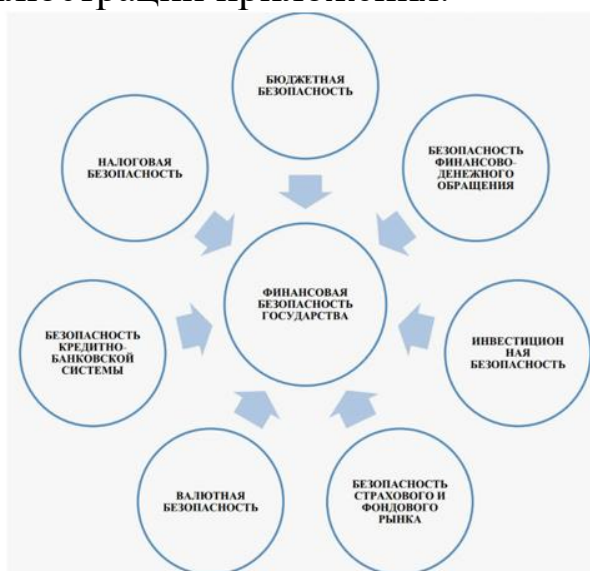 БЮДЖЕТНАЯ
БЕЗОПАСНОСТЬ
БЕЗОПАСНОСТЬ
ФИНАНСОВО-
ДЕНЕЖНОГО
ОБРАЩЕНИЯ
ИНВЕСТИЦИОН
НАЯ
БЕЗОПАСНОСТЬ
БЕЗОПАСНОСТЬ
СТРАХОВОГО И
ФОНДОВОГО
РЫНКА
ВАЛЮТНАЯ
БЕЗОПАСНОСТЬ
БЕЗОПАСНОСТЬ
КРЕДИТНО-
БАНКОВСКОЙ
СИСТЕМЫ
НАЛОГОВАЯ
БЕЗОПАСНОСТЬ
ФИНАНСОВАЯ
БЕЗОПАСНОСТЬ
ГОСУДАРСТВА